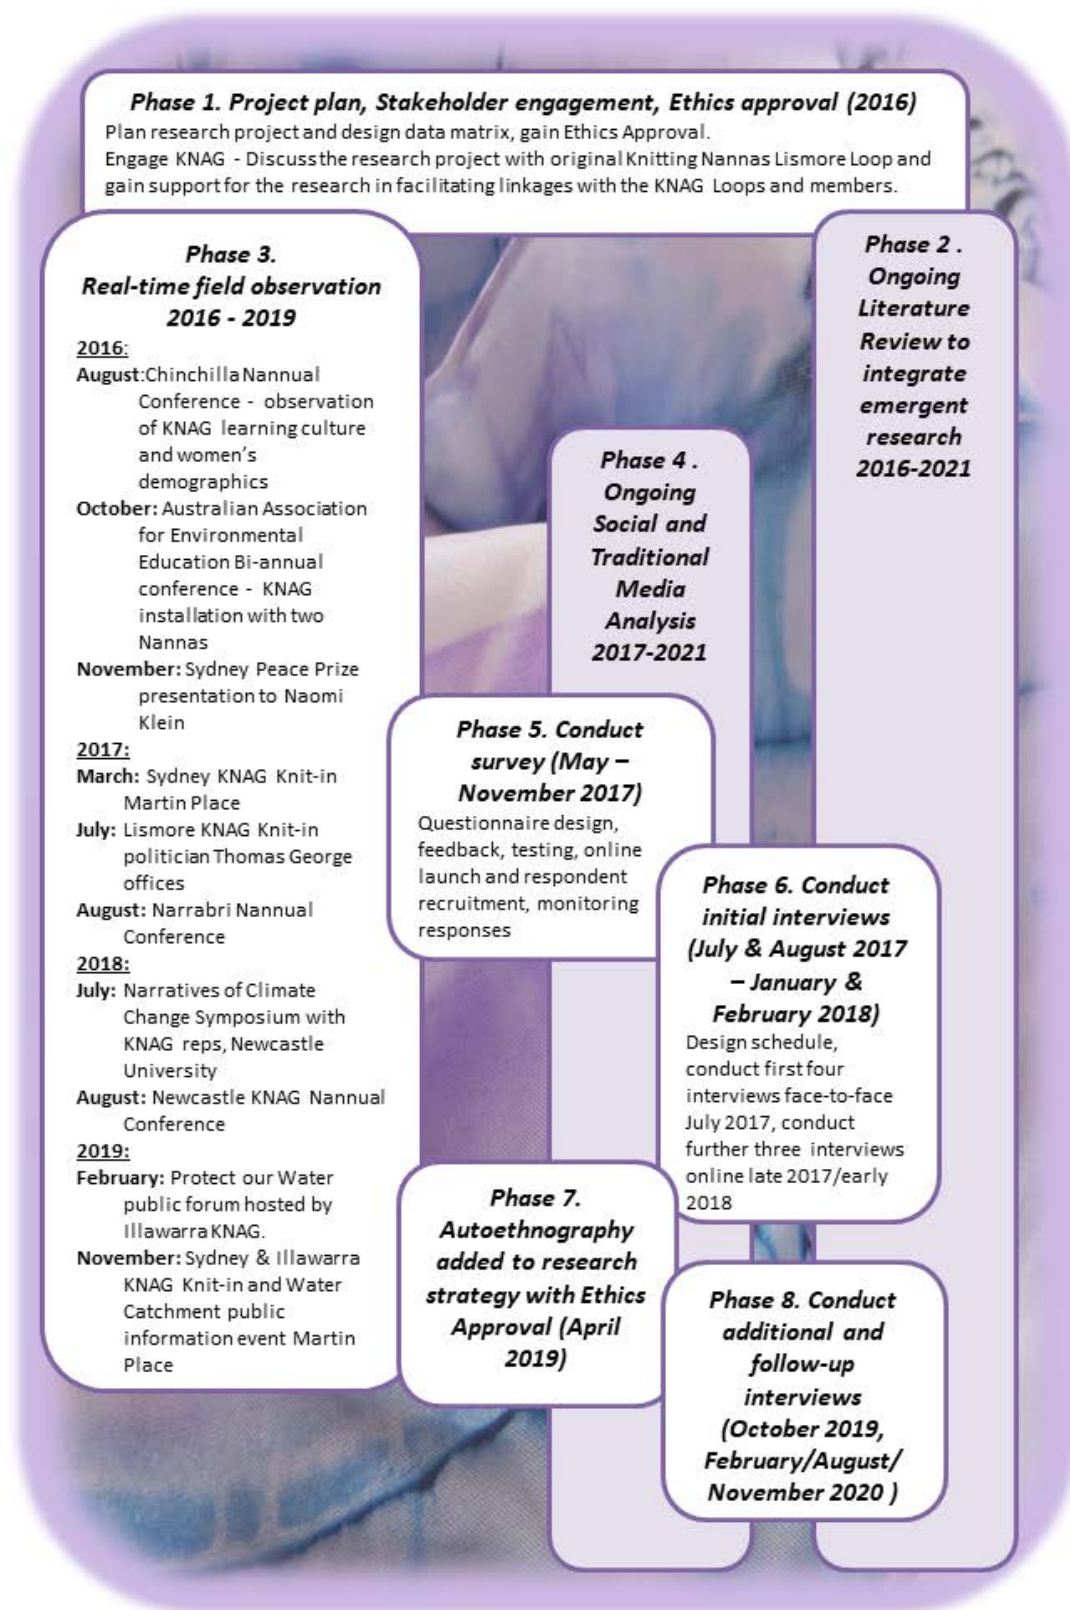 Phase 1. Project plan, Stakeholder engagement, Ethics approval (2016)
Plan research project and design data matrix, gain Ethics Approval.
Engage KNAG - Discuss the research project with original Knitting Nannas Lismore Loop and
gain support for the research in facilitating linkages with the KNAG Loops and members.
Phase 2 .
Ongoing
Literature
Review to
integrate
emergent
research
2016-2021
Phase 3.
Real-time field observation
2016 - 2019
2016:
August:Chinchilla Nannual
Conference - observation
of KNAG learning culture
and women's
demographics
October: Australian Association
for Environmental
Education Bi-annual
conference - KNAG
installation with two
Nannas
November: Sydney Peace Prize
presentation to Naomi
Klein
2017:
March: Sydney KNAG Knit-in
Martin Place
July: Lismore KNAG Knit-in
politician Thomas George
offices
August: Narrabri Nannual
Conference
2018:
July: Narratives of Climate
Change Symposium with
KNAG reps, Newcastle
University
August: Newcastle KNAG Nannual
Conference
2019:
February: Protect our Water
public forum hosted by
Illawarra KNAG.
November: Sydney & Illawarra
KNAG Knit-in and Water
Catchment public
information event Martin
Place
Phase 4 .
Ongoing
Social and
Traditional
Media
Analysis
2017-2021
Phase 5. Conduct
survey (May –
November 2017)
Questionnaire design,
feedback, testing, online
launch and respondent
recruitment, monitoring
responses
Phase 6. Conduct
initial interviews
(July & August 2017
– January &
February 2018)
Design schedule,
conduct first four
interviews face-to-face
July 2017, conduct
further three interviews
online late 2017/early
2018
Phase 7.
Autoethnography
added to research
strategy with Ethics
Approval (April
2019)
Phase 8. Conduct
additional and
follow-up
interviews
(October 2019,
February/August/
November 2020 )